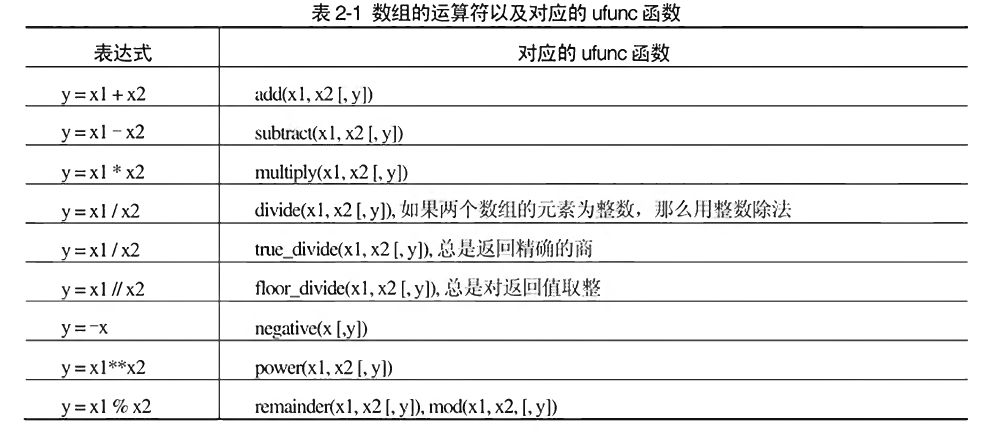 表 2-1 数组的运算符以及对应的 ufunc 函数
表达式 对应的 ufunc 函数
y = x1 + x2 add(x1, x2 [, y])
y = x1 - x2 subtract(x1, x2 [, y])
y = x1 * x2 multiply(x1, x2 [, y])
y = x1 / x2 divide(x1, x2 [, y]), 如果两个数组的元素为整数，那么用整数除法
y = x1 / x2 true_divide(x1, x2 [, y]), 总是返回精确的商
y = x1 // x2 floor_divide(x1, x2 [, y]), 总是对返回值取整
y = -x negative(x [,y])
y = x1**x2 power(x1, x2 [, y])
y = x1 % x2 remainder(x1, x2 [, y]), mod(x1, x2, [, y])